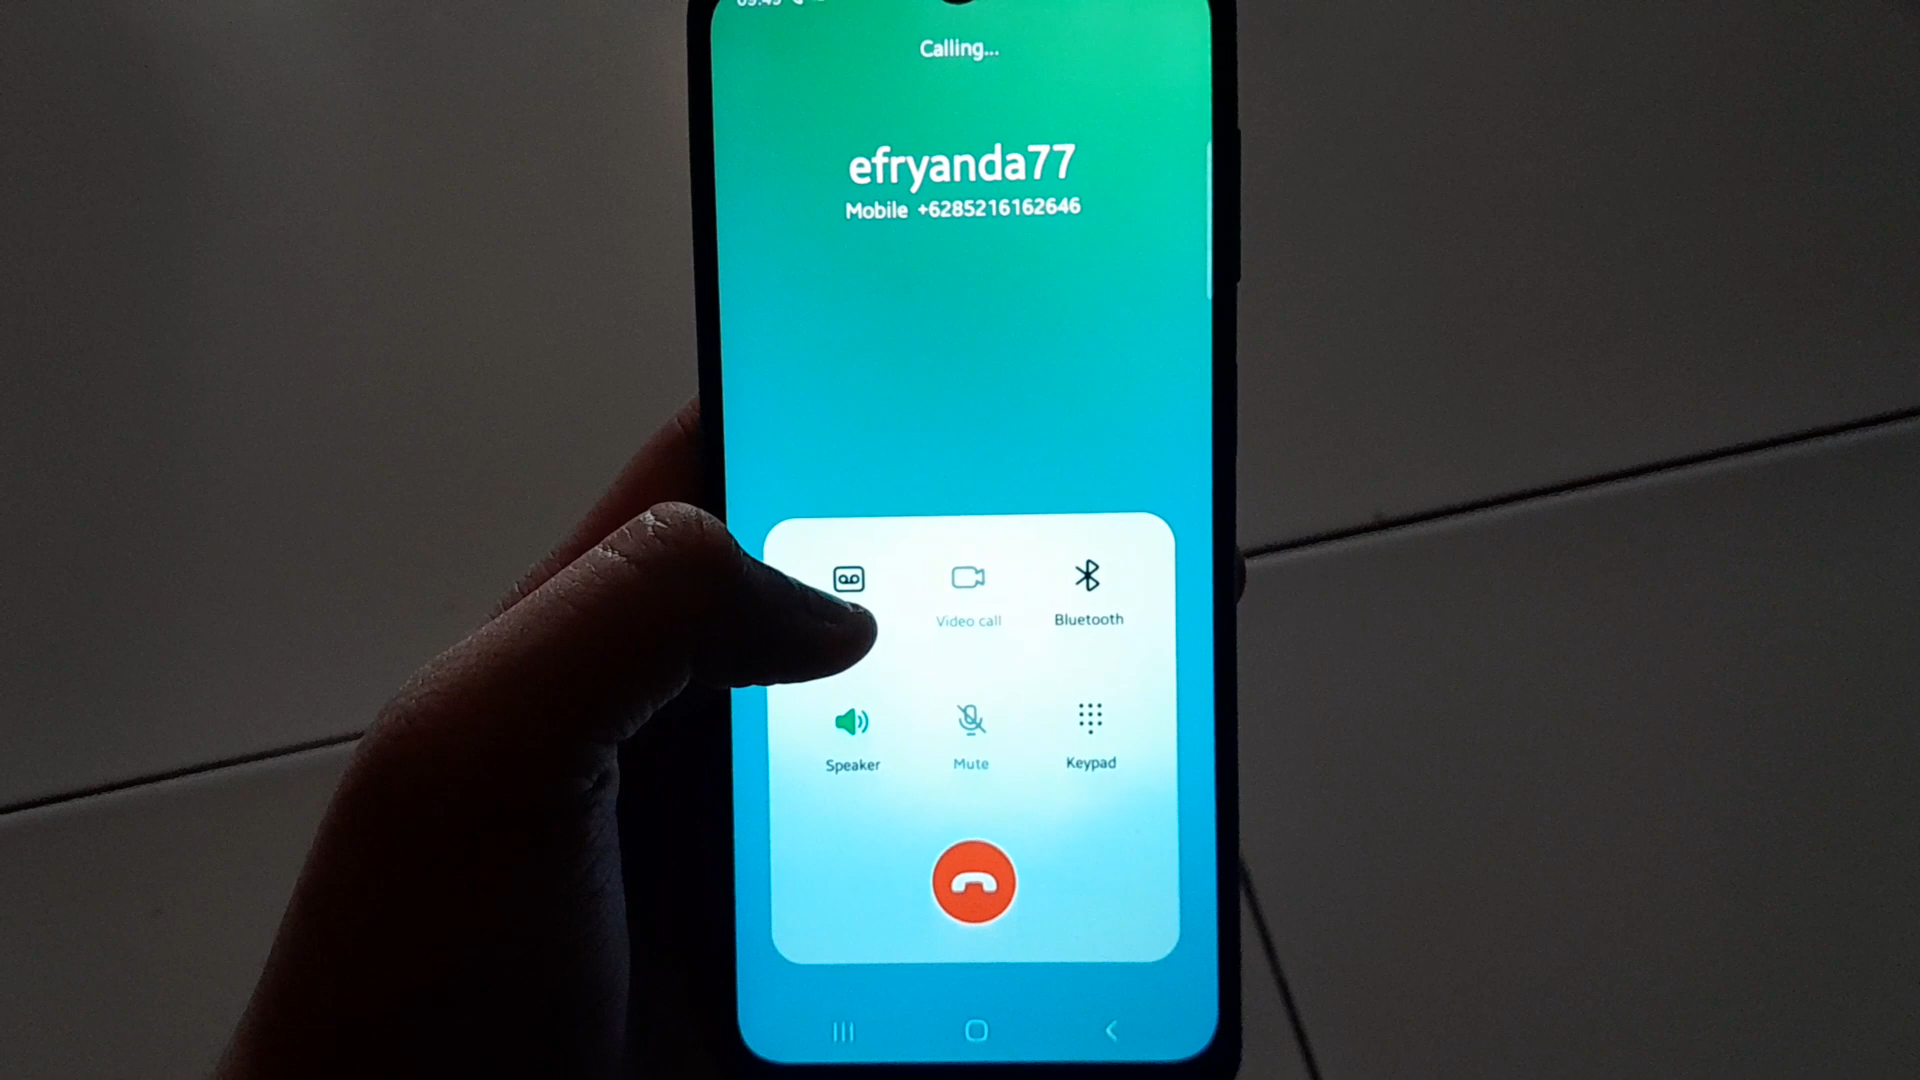 Calling...
efryanda77
Mobile +6285216162646
Video call
Bluetooth
Speaker
Mute
Keypad